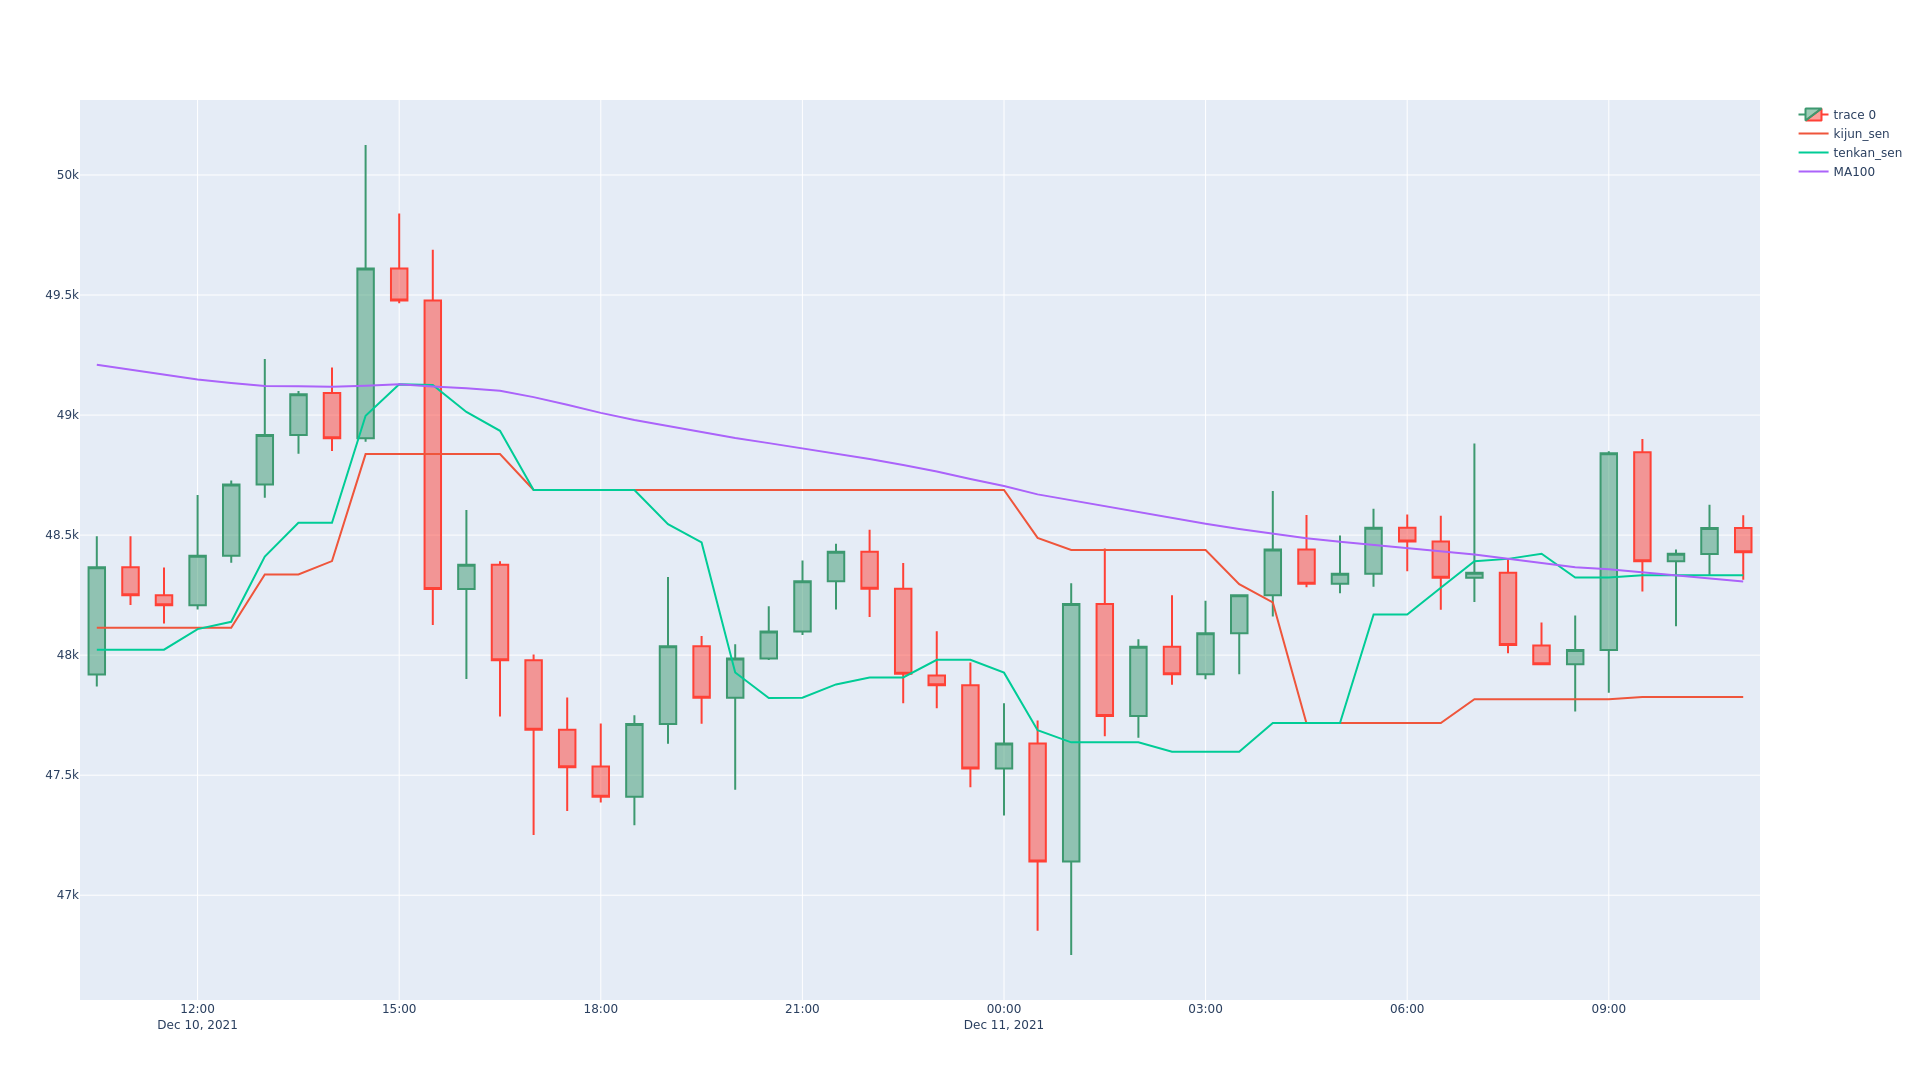 trace 0
kijun_sen
tenkan_sen
MA100
50k
49.5k
49k
48.5k
48k
47.5k
47k
12:00
Dec 10, 2021
15:00
18:00
21:00
00:00
Dec 11, 2021
03:00
06:00
09:00